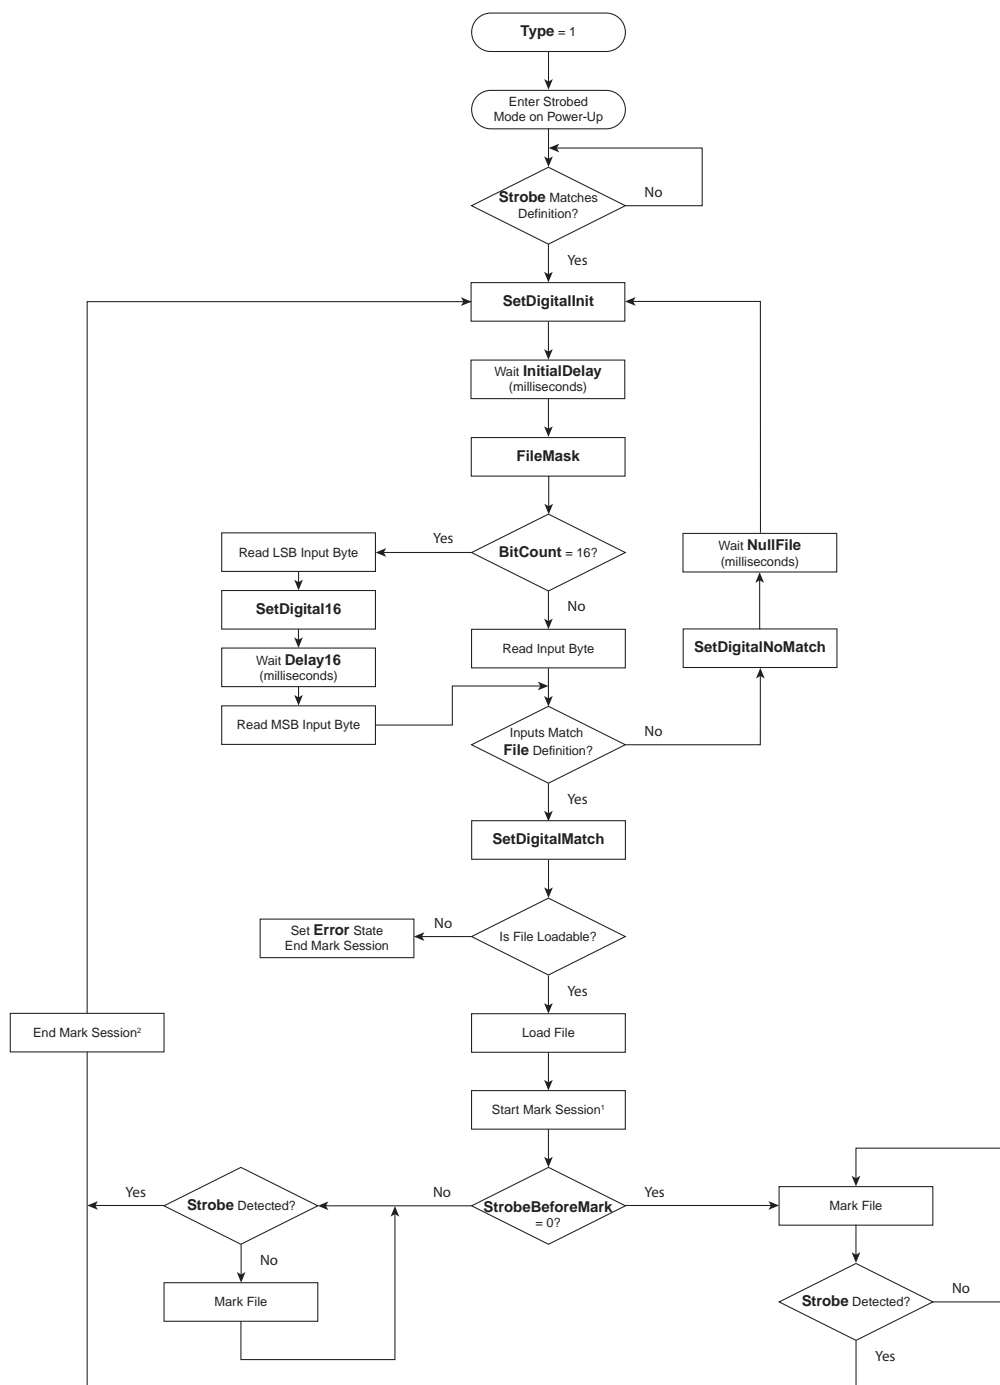 Type = 1
Enter Strobed
Mode on Power-Up
Strobe Matches
Definition?
No
Yes
SetDigitalInit
Wait InitialDelay
(milliseconds)
FileMask
BitCount = 16?
Yes
No
Read LSB Input Byte
SetDigital16
Wait Delay16
(milliseconds)
Read MSB Input Byte
Read Input Byte
Wait NullFile
(milliseconds)
SetDigitalNoMatch
Inputs Match
File Definition?
No
Yes
SetDigitalMatch
Is File Loadable?
No
Set Error State
End Mark Session
Yes
Load File
End Mark Session²
Start Mark Session¹
StrobeBeforeMark
= 0?
No
Yes
Strobe Detected?
Yes
No
Mark File
Mark File
Strobe Detected?
No
Yes